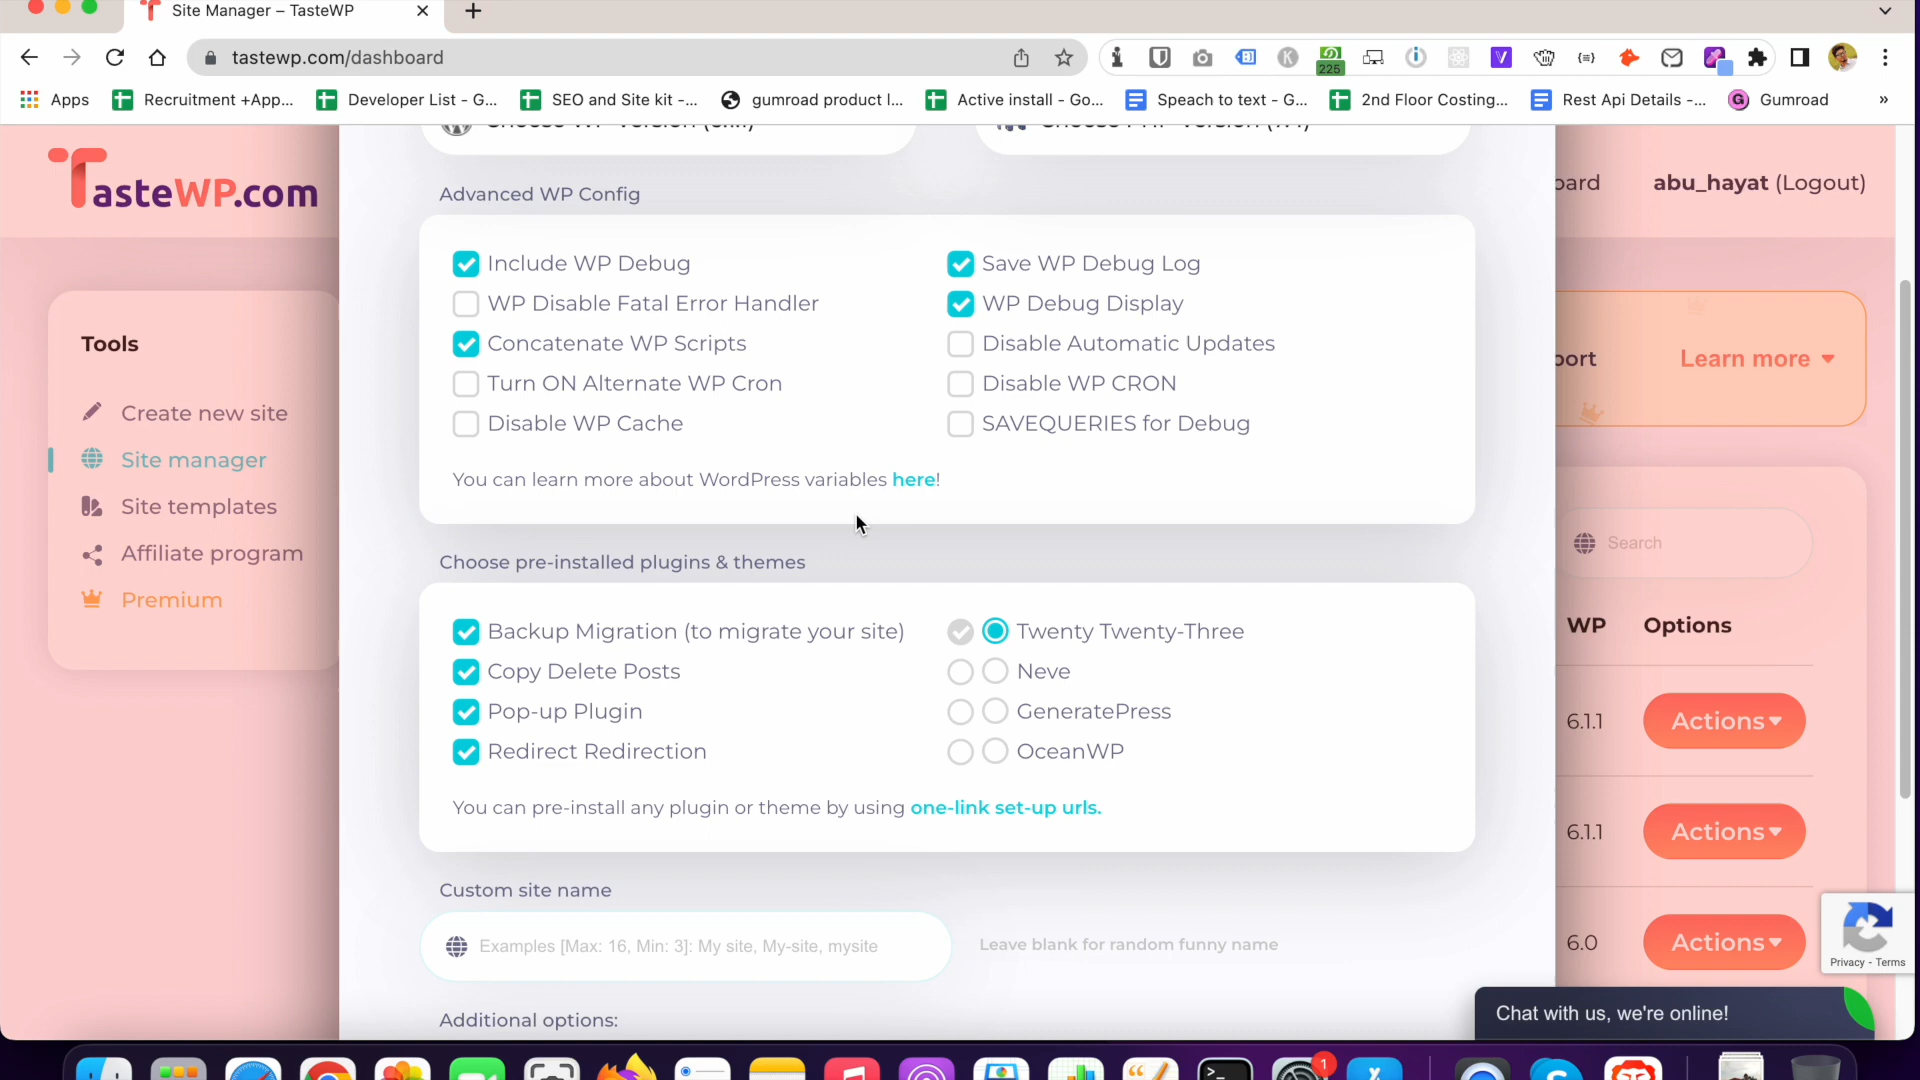 Site Manager – TasteWP
tastewp.com/dashboard
225
Apps
Recruitment +App...
Developer List - G...
SEO and Site kit -...
gumroad product l...
Active install - Go...
Speach to text - G...
2nd Floor Costing...
Rest Api Details -...
Gumroad
»
TasteWP.com
abu_hayat (Logout)
Advanced WP Config
Include WP Debug
Save WP Debug Log
WP Disable Fatal Error Handler
WP Debug Display
Concatenate WP Scripts
Disable Automatic Updates
Turn ON Alternate WP Cron
Disable WP CRON
Disable WP Cache
SAVEQUERIES for Debug
You can learn more about WordPress variables here!
Tools
Create new site
Site manager
Site templates
Affiliate program
Premium
port
Learn more
Search
WP
Options
6.1.1
Actions
6.1.1
Actions
6.0
Actions
Choose pre-installed plugins & themes
Backup Migration (to migrate your site)
Twenty Twenty-Three
Copy Delete Posts
Neve
Pop-up Plugin
GeneratePress
Redirect Redirection
OceanWP
You can pre-install any plugin or theme by using one-link set-up urls.
Custom site name
Examples [Max: 16, Min: 3]: My site, My-site, mysite
Leave blank for random funny name
Additional options:
Privacy - Terms
Chat with us, we're online!
1